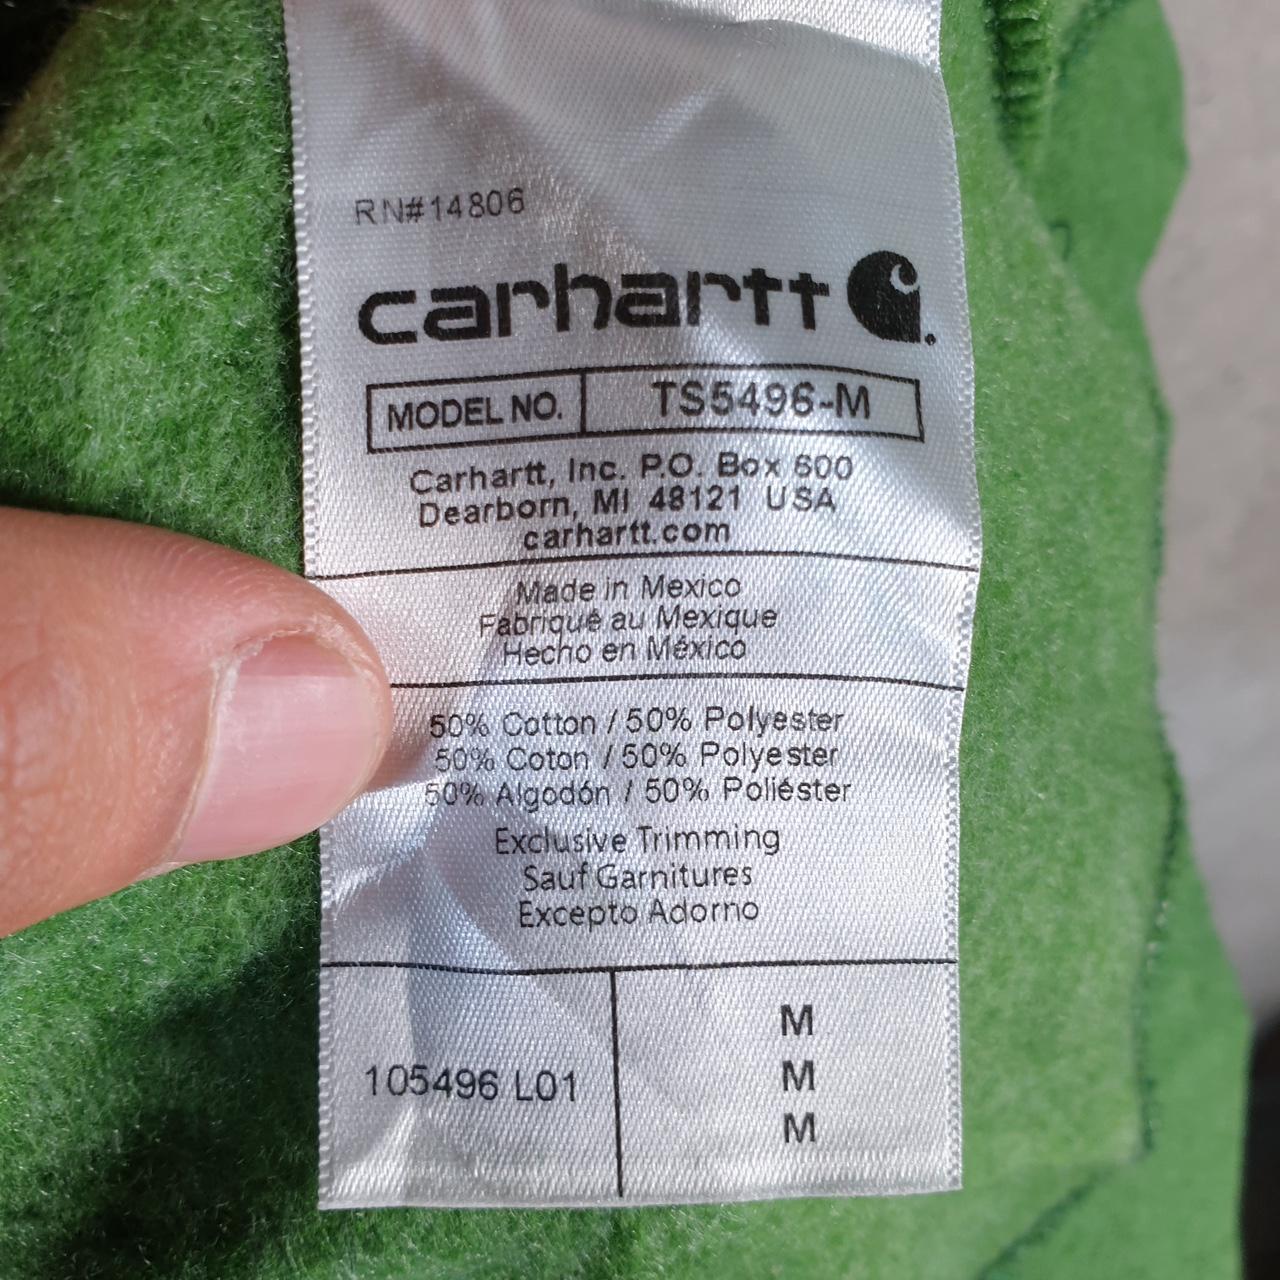 RN#14806
carhartt
MODEL NO. TS5496-M
Carhartt, Inc. P.O. Box 600
Dearborn, MI 48121 USA
carhartt.com
Made in Mexico
Fabriqué au Mexique
Hecho en México
50% Cotton / 50% Polyester
50% Coton / 50% Polyester
50% Algodón / 50% Poliéster
Exclusive Trimming
Sauf Garnitures
Excepto Adorno
105496 L01
M
M
M